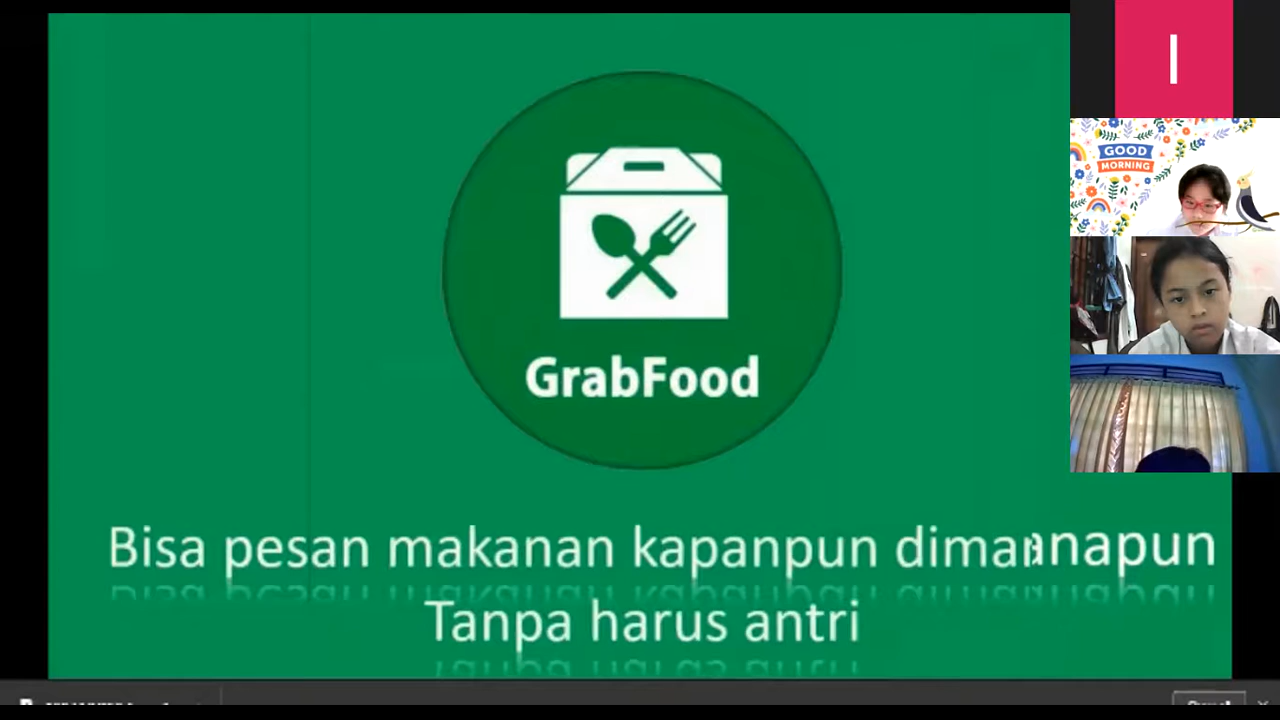 I
GOOD
MORNING
GrabFood
Bisa pesan makanan kapanpun dimanapun
Tanpa harus antri